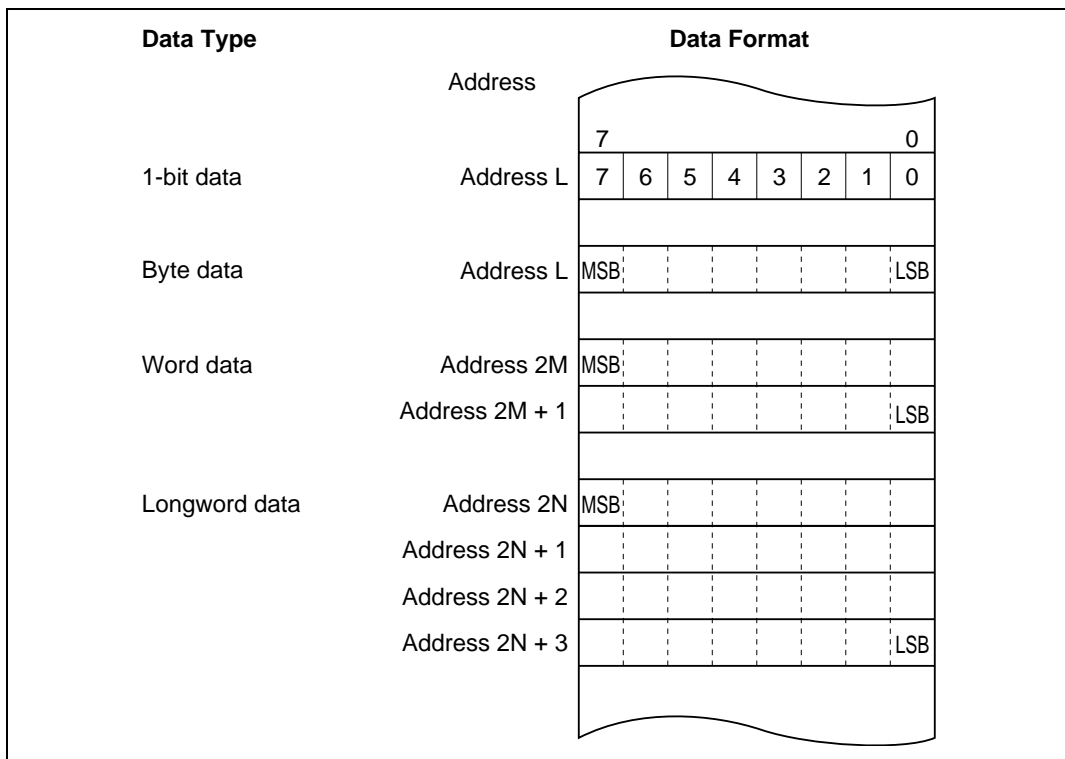 Data Type Data Format
Address
7 0
1-bit data Address L 7 6 5 4 3 2 1 0
Byte data Address L MSB LSB
Word data Address 2M MSB
Address 2M + 1 LSB
Longword data Address 2N MSB
Address 2N + 1
Address 2N + 2
Address 2N + 3 LSB